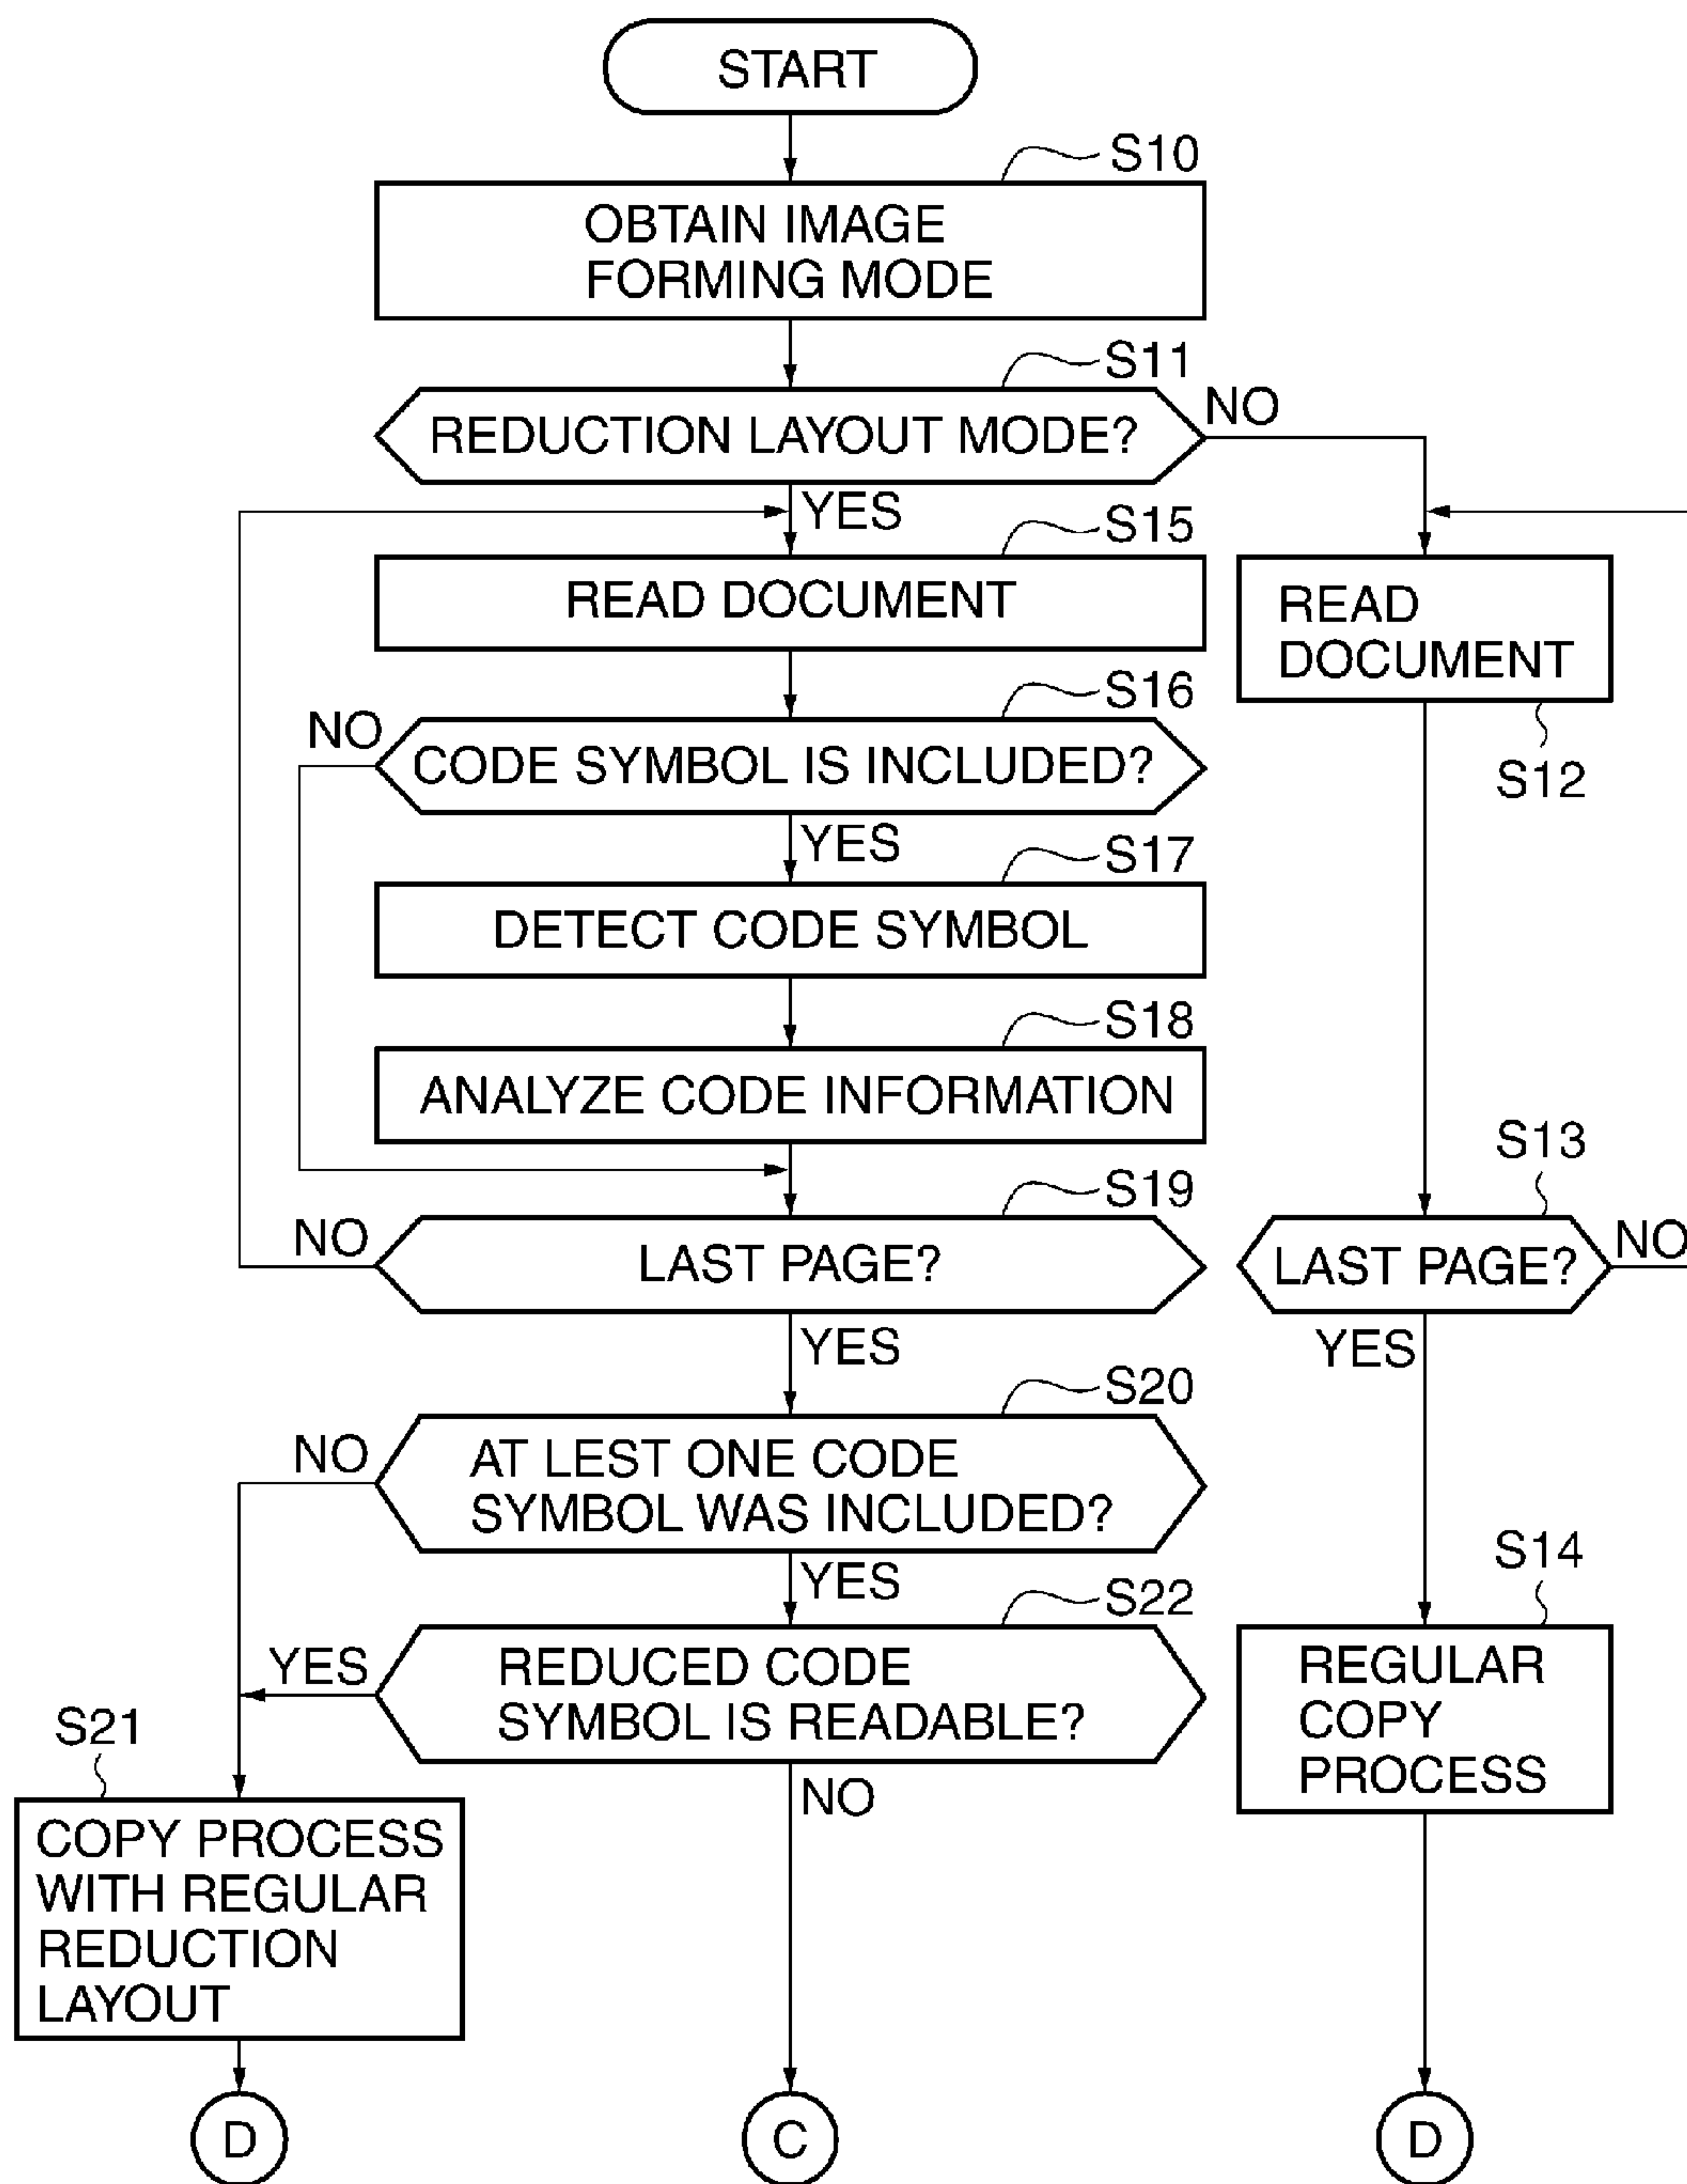 START
S10
OBTAIN IMAGE
FORMING MODE
S11
REDUCTION LAYOUT MODE?
NO
YES
S15
READ DOCUMENT
READ
DOCUMENT
S12
S16
NO
CODE SYMBOL IS INCLUDED?
YES
S17
DETECT CODE SYMBOL
S18
ANALYZE CODE INFORMATION
S19
NO
LAST PAGE?
S13
LAST PAGE?
NO
YES
YES
S20
NO
AT LEST ONE CODE
SYMBOL WAS INCLUDED?
YES
S22
YES
REDUCED CODE
SYMBOL IS READABLE?
NO
S14
REGULAR
COPY
PROCESS
S21
COPY PROCESS
WITH REGULAR
REDUCTION
LAYOUT
D
C
D